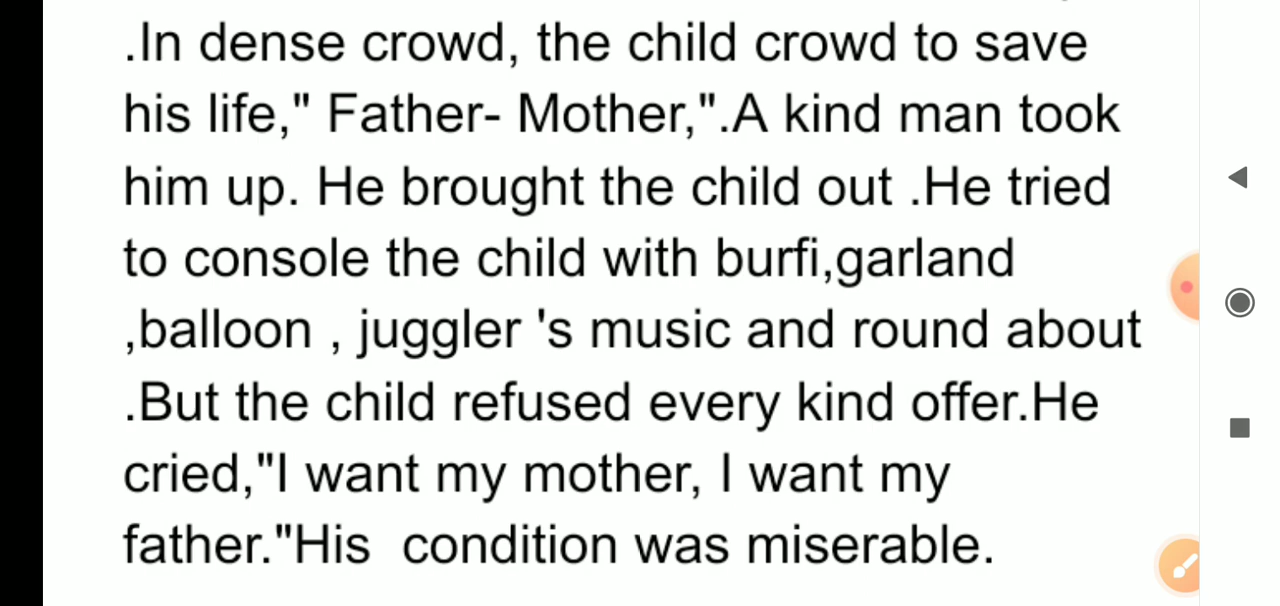 .In dense crowd, the child crowd to save
his life," Father- Mother,".A kind man took
him up. He brought the child out .He tried
to console the child with burfi,garland
,balloon , juggler 's music and round about
.But the child refused every kind offer.He
cried,"I want my mother, I want my
father."His  condition was miserable.